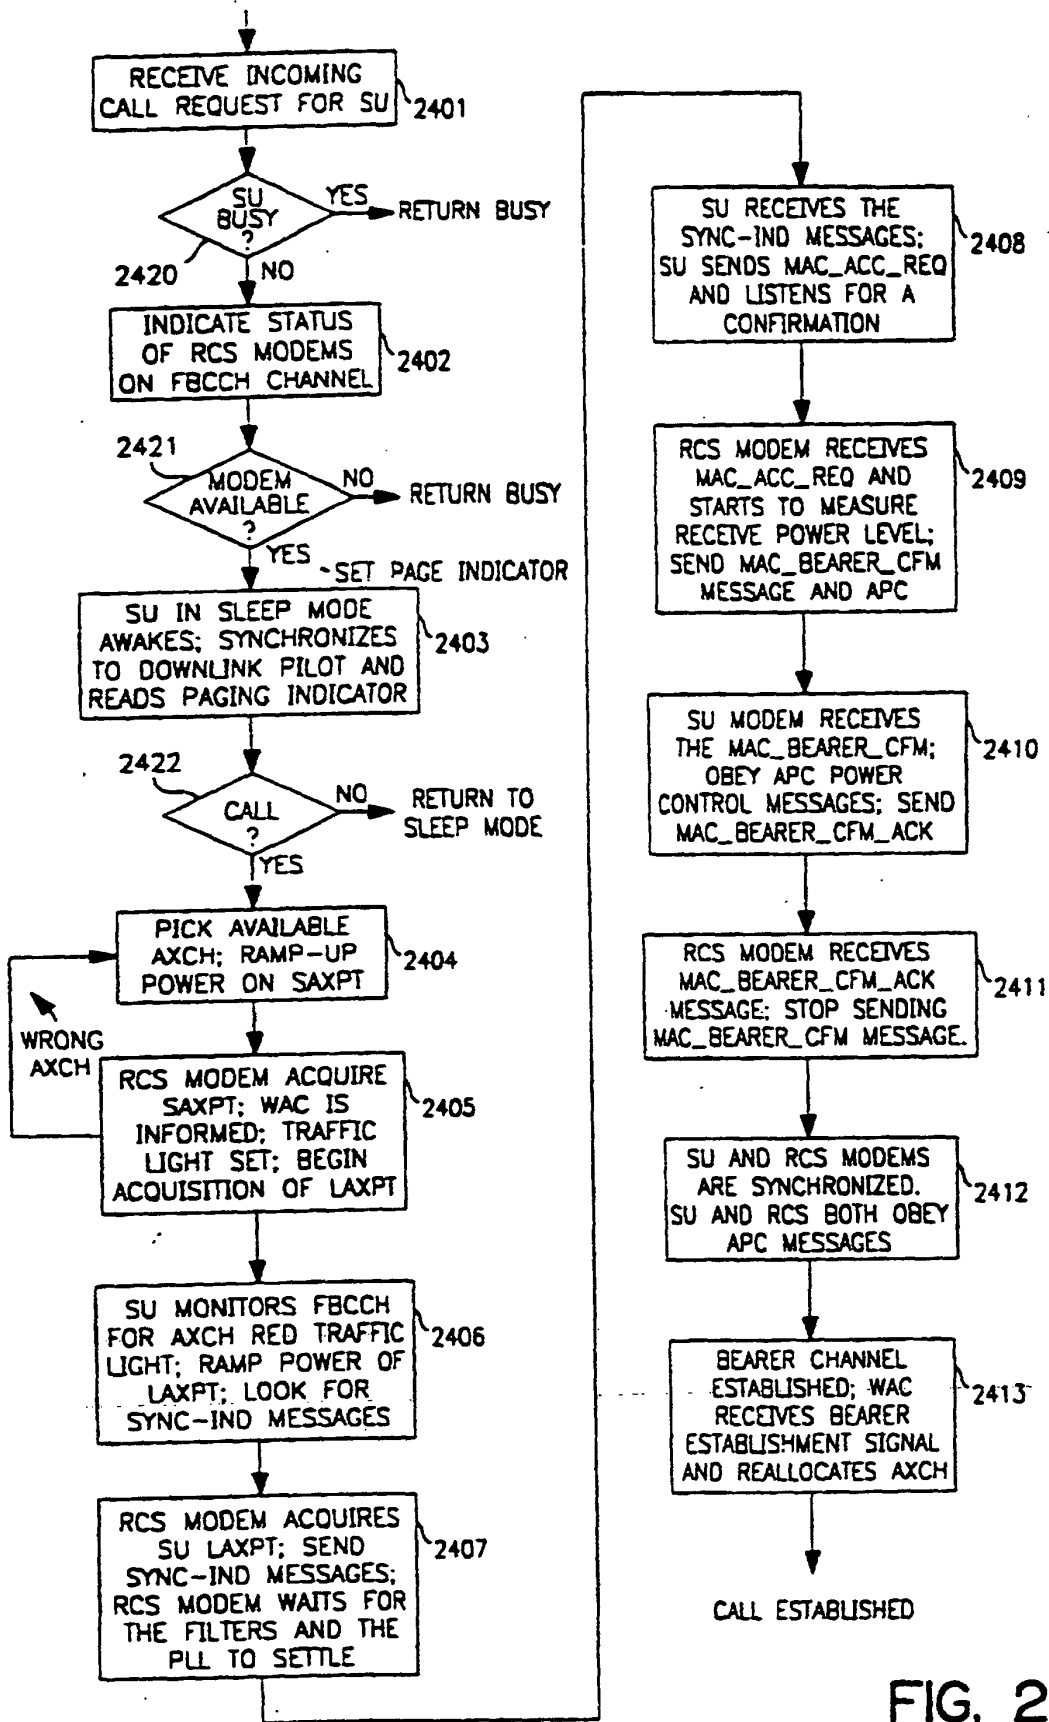 RECEIVE INCOMING
CALL REQUEST FOR SU
2401
SU
BUSY
?
YES
RETURN BUSY
2420
NO
INDICATE STATUS
OF RCS MODEMS
ON FBCCH CHANNEL
2402
2421
MODEM
AVAILABLE
?
NO
RETURN BUSY
YES
-SET PAGE INDICATOR
SU IN SLEEP MODE
AWAKES; SYNCHRONIZES
TO DOWNLINK PILOT AND
READS PAGING INDICATOR
2403
2422
CALL
?
NO
RETURN TO
SLEEP MODE
YES
PICK AVAILABLE
AXCH; RAMP-UP
POWER ON SAXPT
2404
WRONG
AXCH
RCS MODEM ACQUIRE
SAXPT; WAC IS
INFORMED; TRAFFIC
LIGHT SET; BEGIN
ACQUISITION OF LAXPT
2405
SU MONITORS FBCCH
FOR AXCH RED TRAFFIC
LIGHT; RAMP POWER OF
LAXPT; LOOK FOR
SYNC-IND MESSAGES
2406
RCS MODEM ACQUIRES
SU LAXPT; SEND
SYNC-IND MESSAGES;
RCS MODEM WAITS FOR
THE FILTERS AND THE
PLL TO SETTLE
2407
SU RECEIVES THE
SYNC-IND MESSAGES;
SU SENDS MAC_ACC_REQ
AND LISTENS FOR A
CONFIRMATION
2408
RCS MODEM RECEIVES
MAC_ACC_REQ AND
STARTS TO MEASURE
RECEIVE POWER LEVEL;
SEND MAC_BEARER_CFM
MESSAGE AND APC
2409
SU MODEM RECEIVES
THE MAC_BEARER_CFM;
OBEY APC POWER
CONTROL MESSAGES; SEND
MAC_BEARER_CFM_ACK
2410
RCS MODEM RECEIVES
MAC_BEARER_CFM_ACK
MESSAGE; STOP SENDING
MAC_BEARER_CFM MESSAGE.
2411
SU AND RCS MODEMS
ARE SYNCHRONIZED.
SU AND RCS BOTH OBEY
APC MESSAGES
2412
BEARER CHANNEL
ESTABLISHED; WAC
RECEIVES BEARER
ESTABLISHMENT SIGNAL
AND REALLOCATES AXCH
2413
CALL ESTABLISHED
FIG. 2